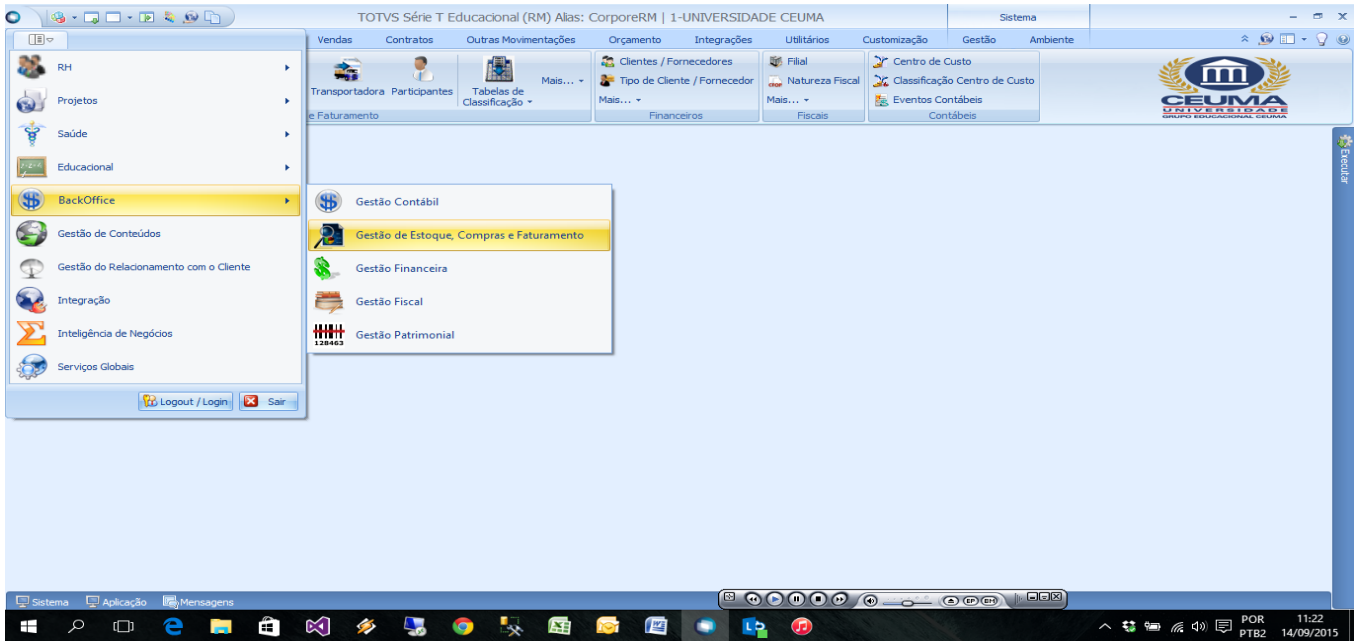 TOTVS Série T Educacional (RM) Alias: CorporeRM | 1-UNIVERSIDADE CEUMA
Sistema
Vendas Contratos Outras Movimentações Orçamento Integrações Utilitários Customização Gestão Ambiente
RH
Projetos
Saúde
Educacional
BackOffice
Gestão de Conteúdos
Gestão do Relacionamento com o Cliente
Integração
Inteligência de Negócios
Serviços Globais
Logout / Login Sair
Transportadora Participantes
Tabelas de
Classificação
Mais...
e Faturamento
Clientes / Fornecedores
Tipo de Cliente / Fornecedor
Mais...
Financeiros
Filial
Natureza Fiscal
Mais...
Fiscais
Centro de Custo
Classificação Centro de Custo
Eventos Contábeis
Contábeis
CEUMA
UNIVERSIDADE
GRUPO EDUCACIONAL CEUMA
Executar
Gestão Contábil
Gestão de Estoque, Compras e Faturamento
Gestão Financeira
Gestão Fiscal
128463
Gestão Patrimonial
Sistema Aplicação Mensagens
POR
PTB2
11:22
14/09/2015